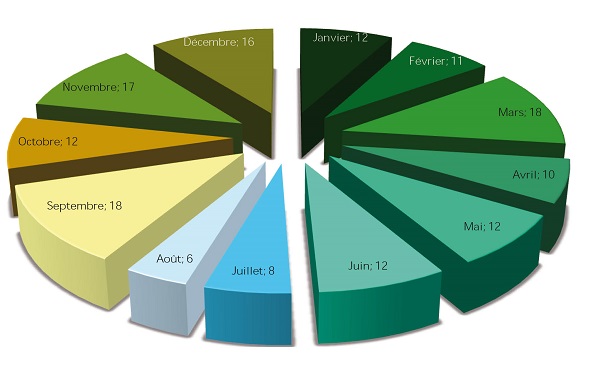 Janvier; 12
Février; 11
Mars; 18
Avril; 10
Mai; 12
Juin; 12
Juillet; 8
Août; 6
Septembre; 18
Octobre; 12
Novembre; 17
Décembre; 16